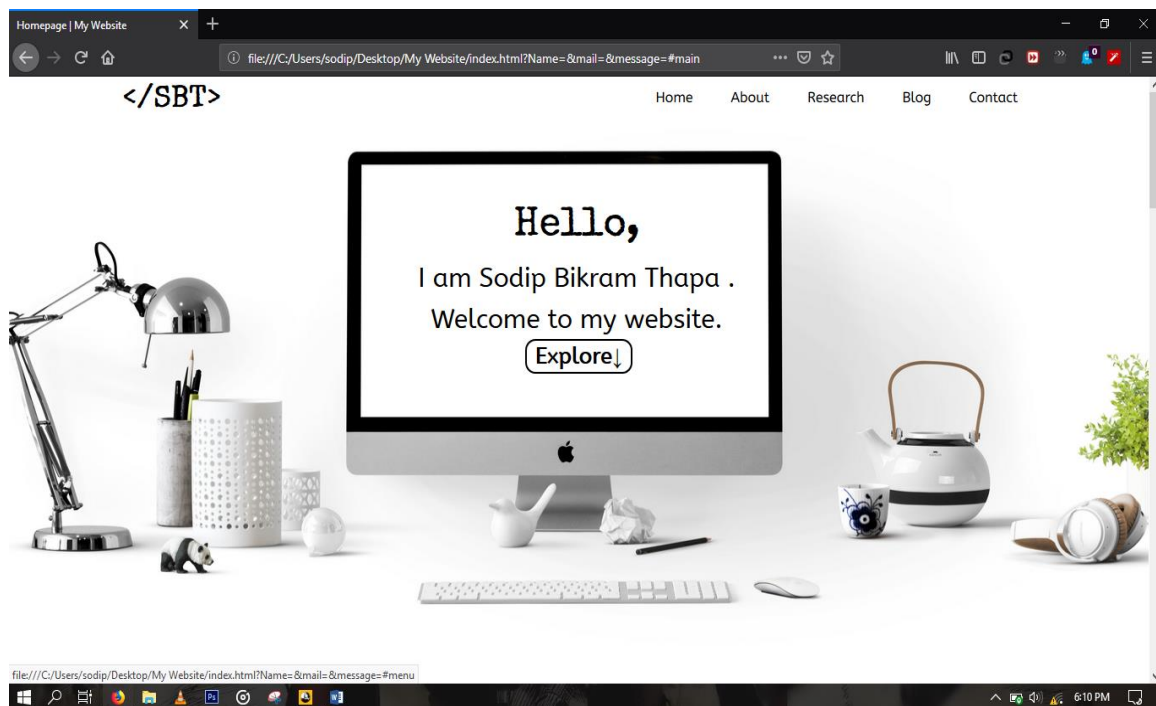 Homepage | My Website
file:///C:/Users/sodip/Desktop/My Website/index.html?Name=&mail=&message=#main
</SBT>
Home About Research Blog Contact
Hello,
I am Sodip Bikram Thapa .
Welcome to my website.
Explore↓
file:///C:/Users/sodip/Desktop/My Website/index.html?Name=&mail=&message=#menu
Ps
6:10 PM
0